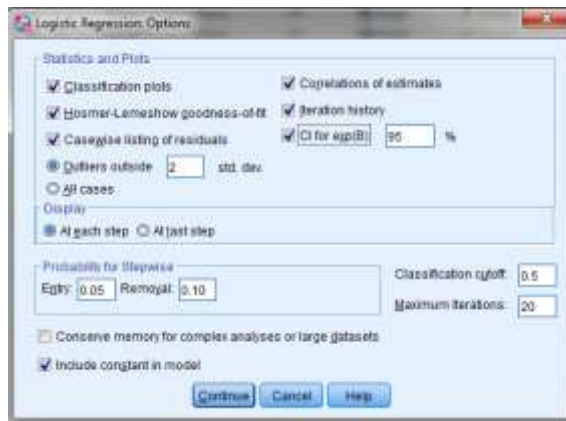 Logistic Regression: Options
Statistics and Plots
Classification plots
Correlations of estimates
Hosmer-Lemeshow goodness-of-fit
Iteration history
Casewise listing of residuals
CI for exp(B): 95 %
Outliers outside 2 std. dev.
All cases
Display
At each step At last step
Probability for Stepwise
Entry: 0.05 Removal: 0.10
Classification cutoff: 0.5
Maximum Iterations: 20
Conserve memory for complex analyses or large datasets
Include constant in model
Continue Cancel Help